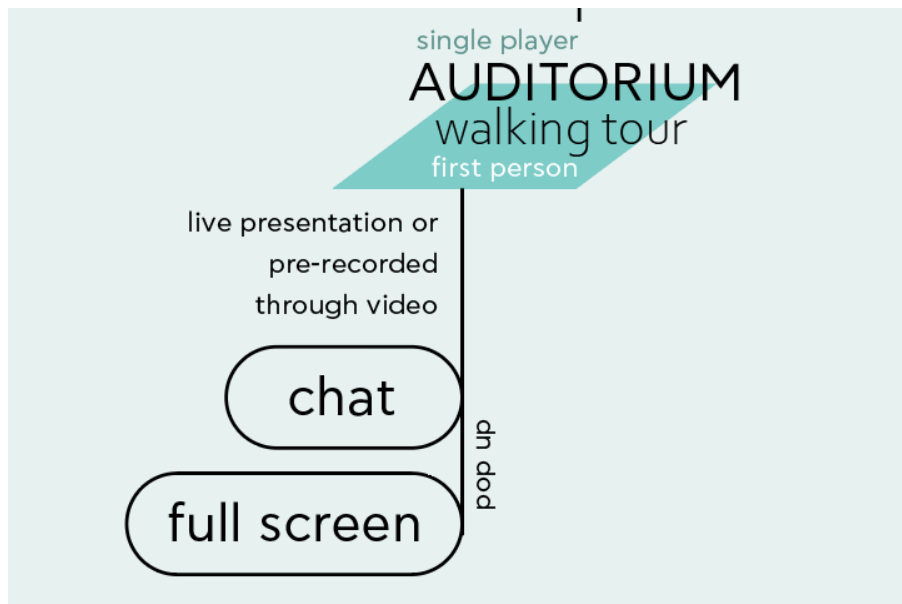 single player
AUDITORIUM
walking tour
first person
live presentation or
pre-recorded
through video
chat
pop up
full screen